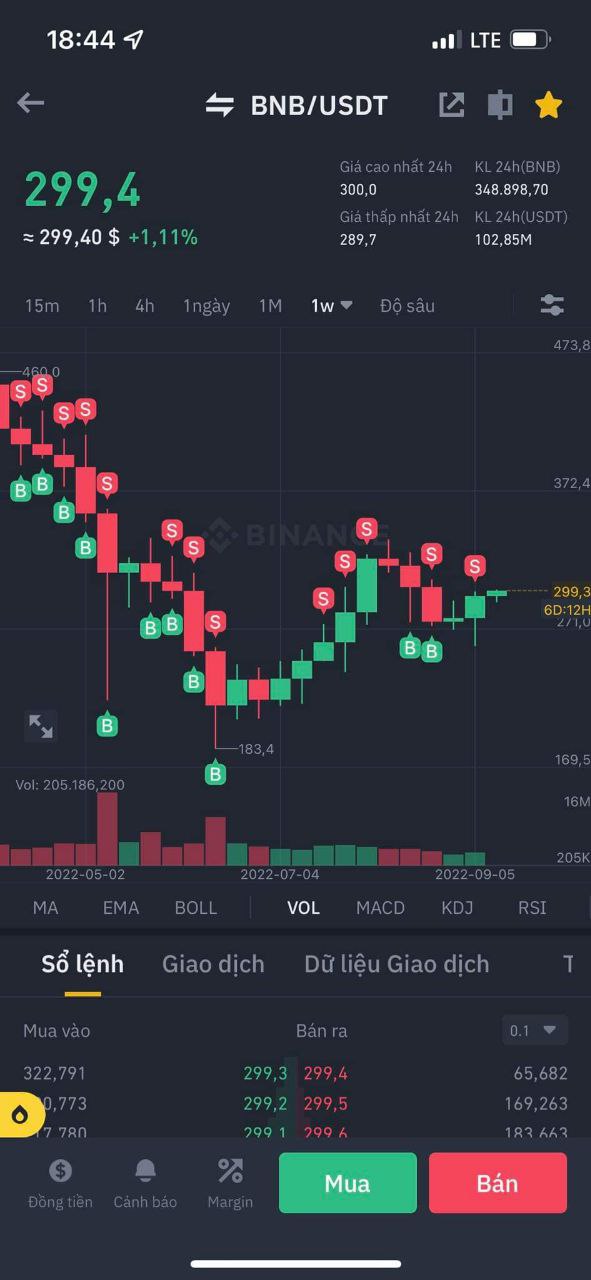 18:44
LTE
BNB/USDT
299,4
≈ 299,40 $ +1,11%
Giá cao nhất 24h
300,0
Giá thấp nhất 24h
289,7
KL 24h(BNB)
348.898,70
KL 24h(USDT)
102,85M
15m 1h 4h 1ngày 1M 1w Độ sâu
473,8
460,0
S S S S
B B B B
S
B
372,4
BINANCE
S S S
B B B
S S S S S
B B
299,3
6D:12H
271,0
183,4
B
169,5
Vol: 205.186,200
16M
205K
2022-05-02 2022-07-04 2022-09-05
MA EMA BOLL VOL MACD KDJ RSI
Sổ lệnh Giao dịch Dữ liệu Giao dịch T
Mua vào Bán ra 0.1
322,791 299,3 299,4 65,682
0,773 299,2 299,5 169,263
17,780 299,1 299,6 183,663
Đồng tiền Cảnh báo Margin Mua Bán